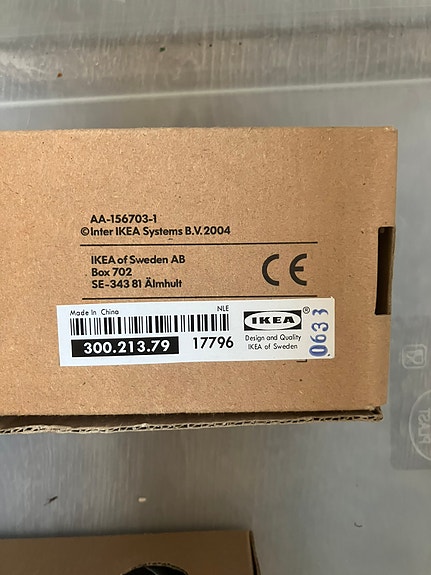 AA-156703-1
©Inter IKEA Systems B.V. 2004
IKEA of Sweden AB
Box 702
SE-343 81 Älmhult
CE
Made in China
NLE
300.213.79
17796
IKEA
®
Design and Quality
IKEA of Sweden
0633